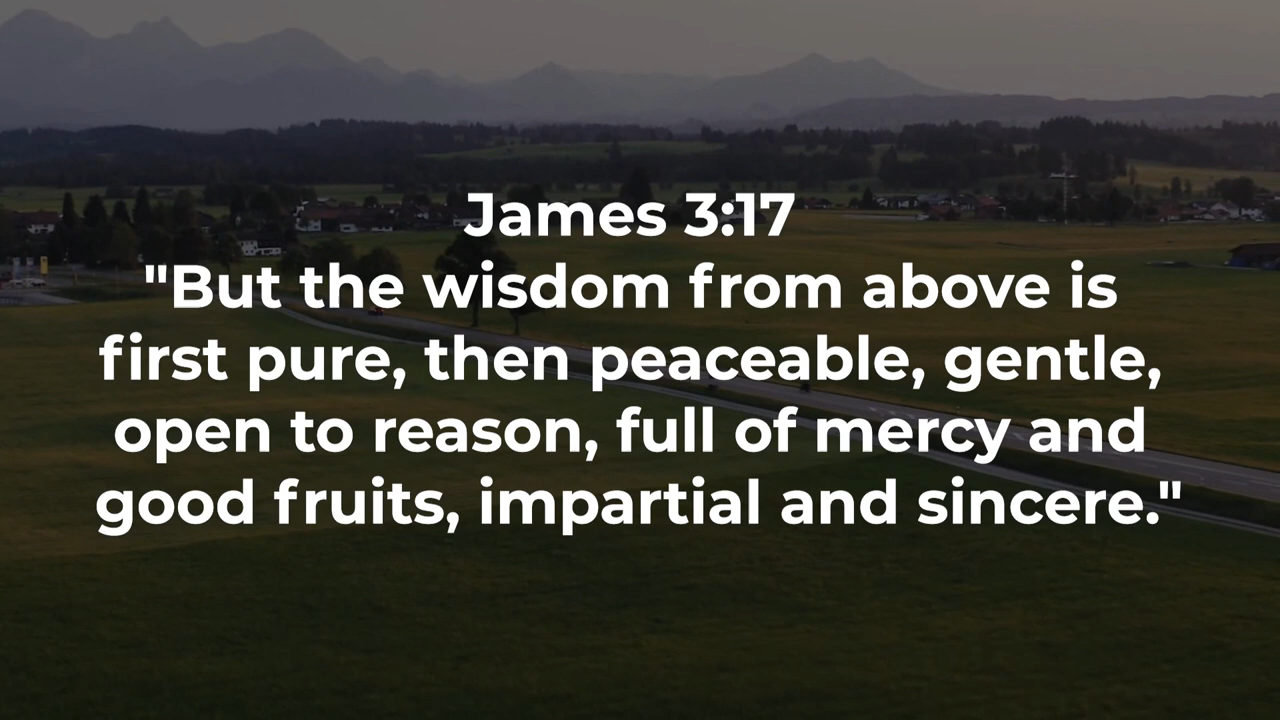 James 3:17
"But the wisdom from above is
first pure, then peaceable, gentle,
open to reason, full of mercy and
good fruits, impartial and sincere."